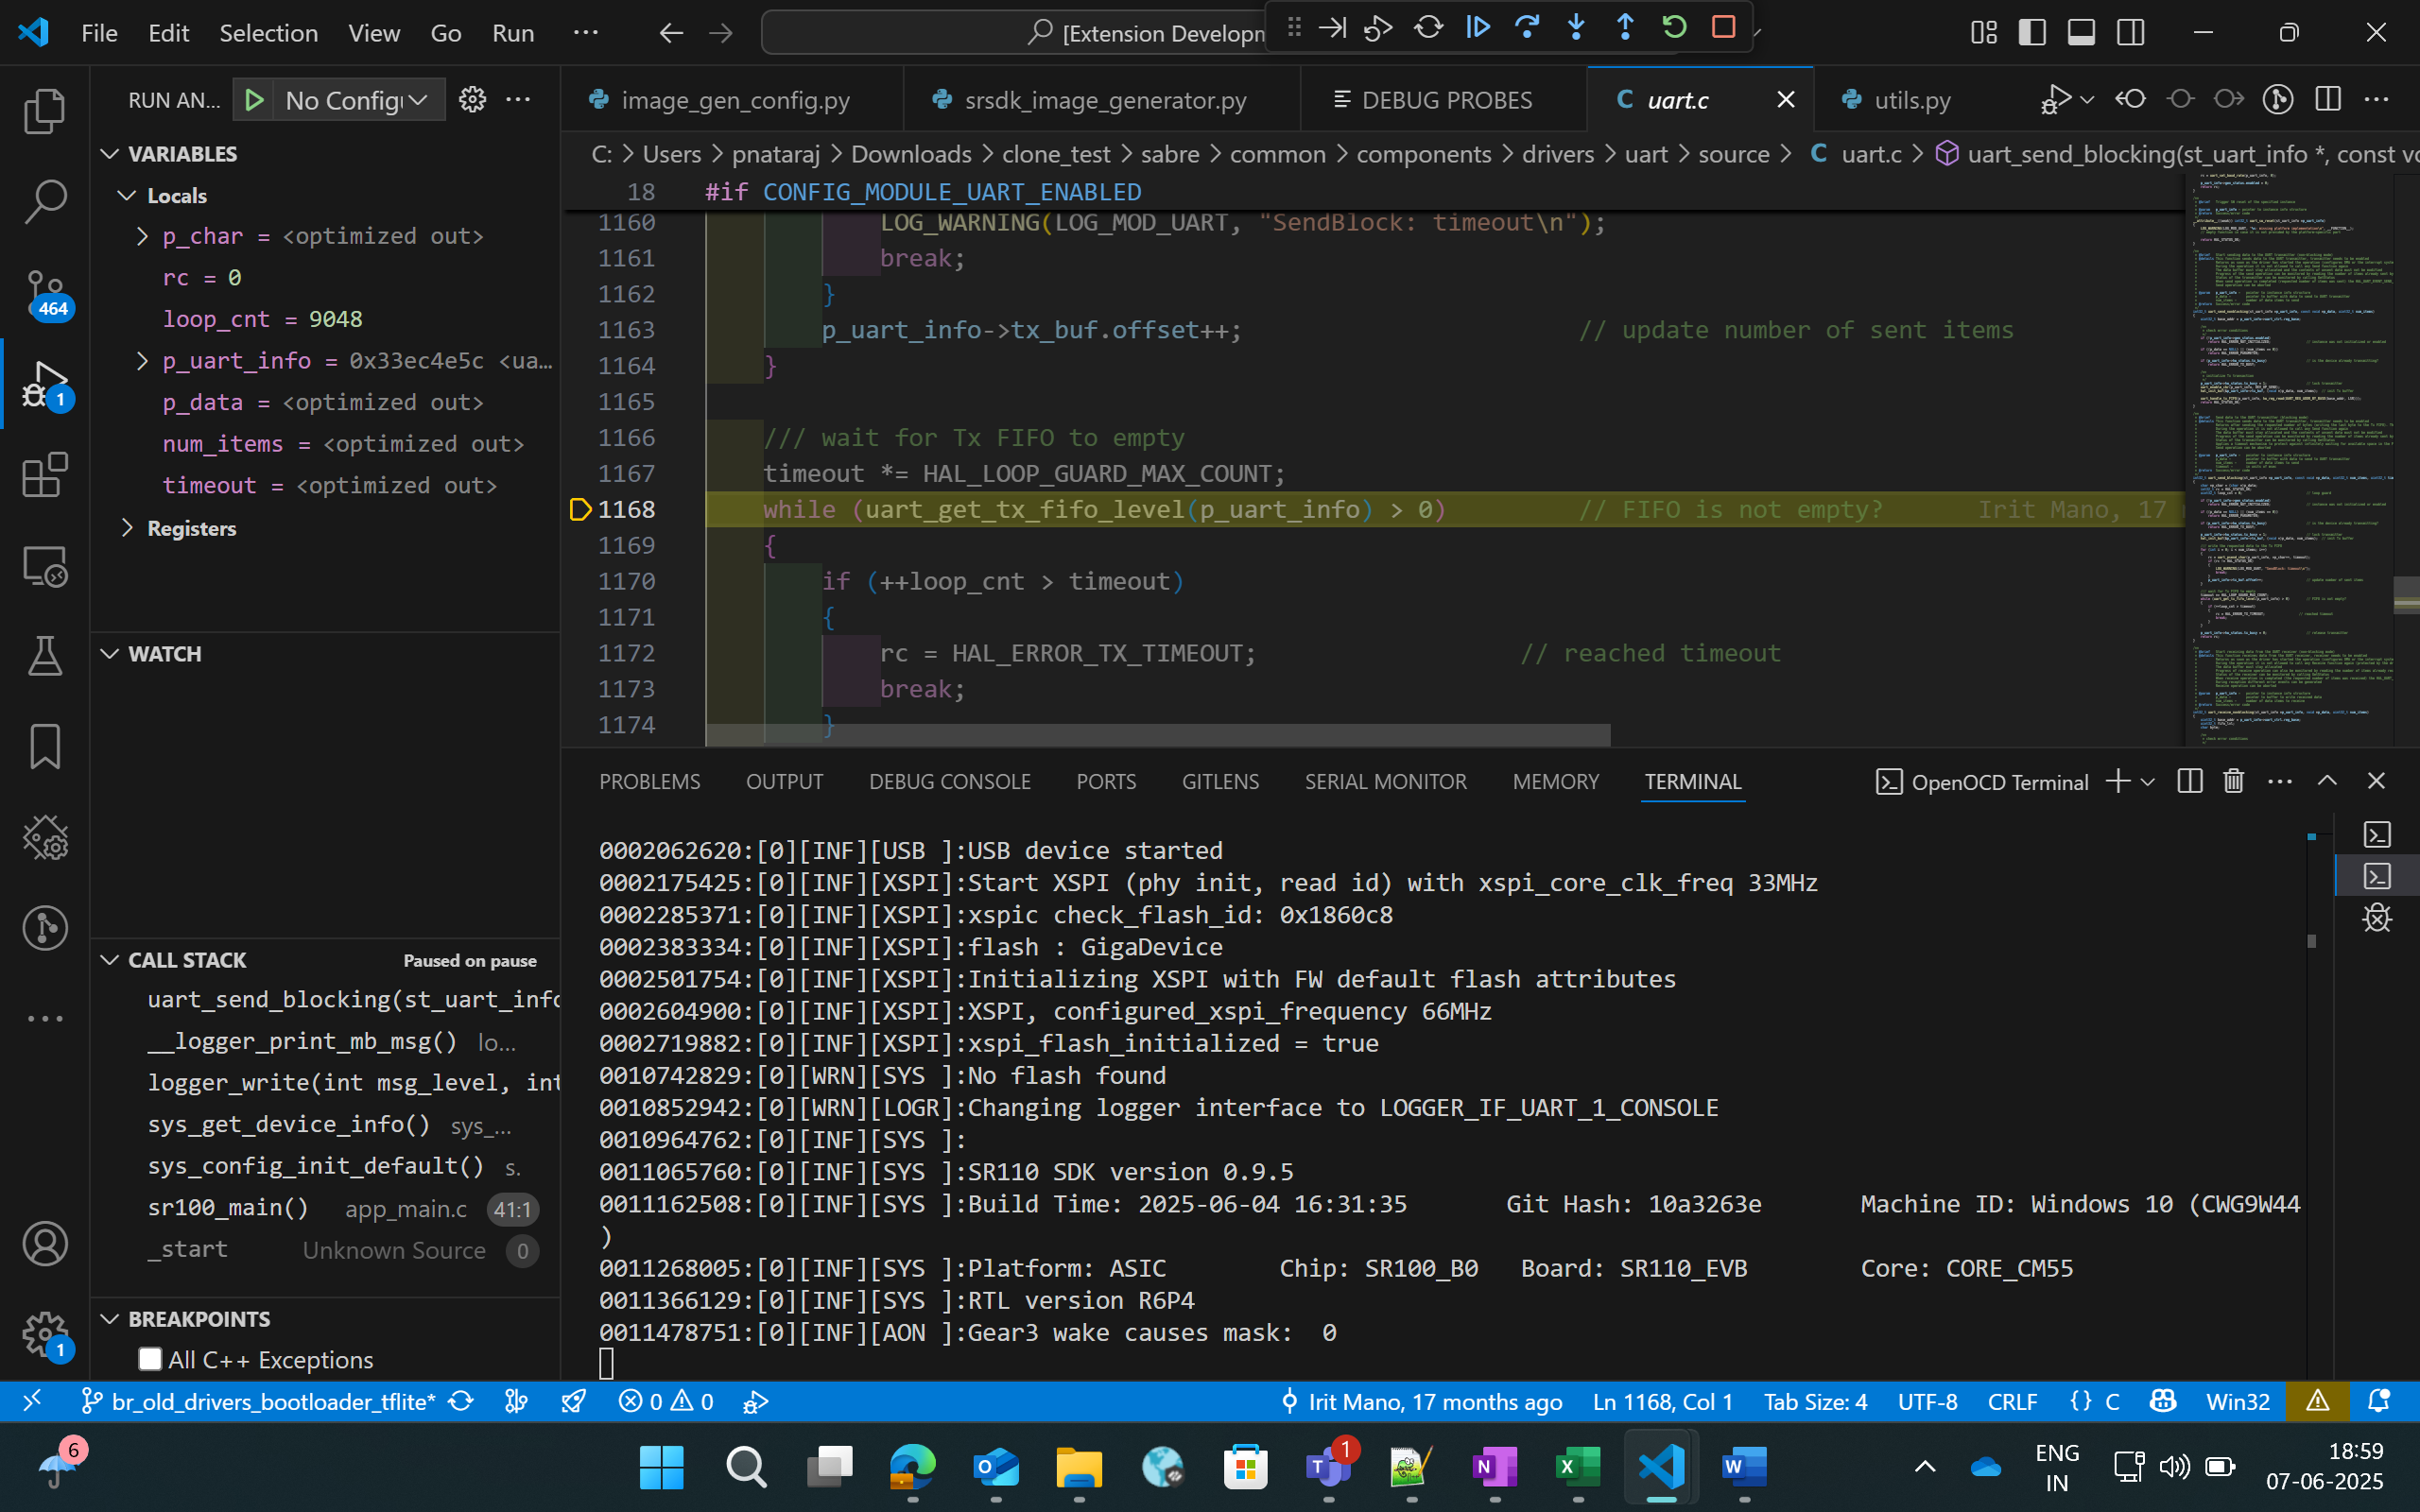 File Edit Selection View Go Run ··· [Extension Developm
RUN AN... No Config ···
VARIABLES
Locals
p_char = <optimized out>
rc = 0
loop_cnt = 9048
p_uart_info = 0x33ec4e5c <ua...
p_data = <optimized out>
num_items = <optimized out>
timeout = <optimized out>
Registers
WATCH
CALL STACK Paused on pause
uart_send_blocking(st_uart_info
__logger_print_mb_msg() lo...
logger_write(int msg_level, int
sys_get_device_info() sys_...
sys_config_init_default() s.
sr100_main() app_main.c 41:1
_start Unknown Source 0
BREAKPOINTS
All C++ Exceptions
464
1
1
image_gen_config.py srsdk_image_generator.py DEBUG PROBES C uart.c utils.py
C: > Users > pnataraj > Downloads > clone_test > sabre > common > components > drivers > uart > source > C uart.c > uart_send_blocking(st_uart_info *, const vo
18 #if CONFIG_MODULE_UART_ENABLED
1160 LOG_WARNING(LOG_MOD_UART, "SendBlock: timeout\n");
1161 break;
1162 }
1163 p_uart_info->tx_buf.offset++; // update number of sent items
1164 }
1165
1166 /// wait for Tx FIFO to empty
1167 timeout *= HAL_LOOP_GUARD_MAX_COUNT;
1168 while (uart_get_tx_fifo_level(p_uart_info) > 0) // FIFO is not empty? Irit Mano, 17
1169 {
1170 if (++loop_cnt > timeout)
1171 {
1172 rc = HAL_ERROR_TX_TIMEOUT; // reached timeout
1173 break;
1174 }
PROBLEMS OUTPUT DEBUG CONSOLE PORTS GITLENS SERIAL MONITOR MEMORY TERMINAL OpenOCD Terminal
0002062620:[0][INF][USB ]:USB device started
0002175425:[0][INF][XSPI]:Start XSPI (phy init, read id) with xspi_core_clk_freq 33MHz
0002285371:[0][INF][XSPI]:xspic check_flash_id: 0x1860c8
0002383334:[0][INF][XSPI]:flash : GigaDevice
0002501754:[0][INF][XSPI]:Initializing XSPI with FW default flash attributes
0002604900:[0][INF][XSPI]:XSPI, configured_xspi_frequency 66MHz
0002719882:[0][INF][XSPI]:xspi_flash_initialized = true
0010742829:[0][WRN][SYS ]:No flash found
0010852942:[0][WRN][LOGR]:Changing logger interface to LOGGER_IF_UART_1_CONSOLE
0010964762:[0][INF][SYS ]:
0011065760:[0][INF][SYS ]:SR110 SDK version 0.9.5
0011162508:[0][INF][SYS ]:Build Time: 2025-06-04 16:31:35 Git Hash: 10a3263e Machine ID: Windows 10 (CWG9W44
)
0011268005:[0][INF][SYS ]:Platform: ASIC Chip: SR100_B0 Board: SR110_EVB Core: CORE_CM55
0011366129:[0][INF][SYS ]:RTL version R6P4
0011478751:[0][INF][AON ]:Gear3 wake causes mask: 0
br_old_drivers_bootloader_tflite* 0 0 Irit Mano, 17 months ago Ln 1168, Col 1 Tab Size: 4 UTF-8 CRLF {} C Win32
6 1 ENG 18:59
IN 07-06-2025